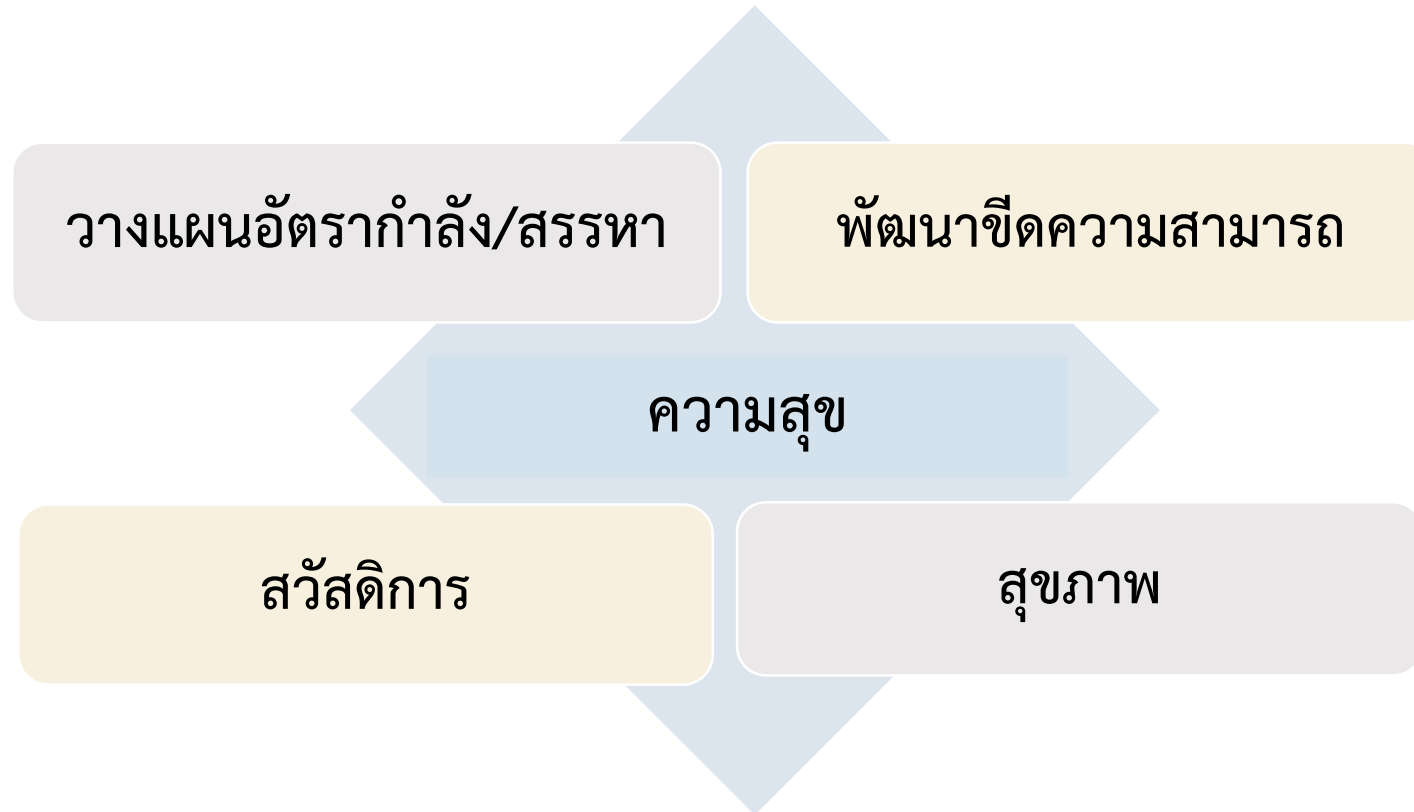 วางแผนอัตรากำลัง/สรรหา
พัฒนาขีดความสามารถ
ความสุข
สวัสดิการ
สุขภาพ